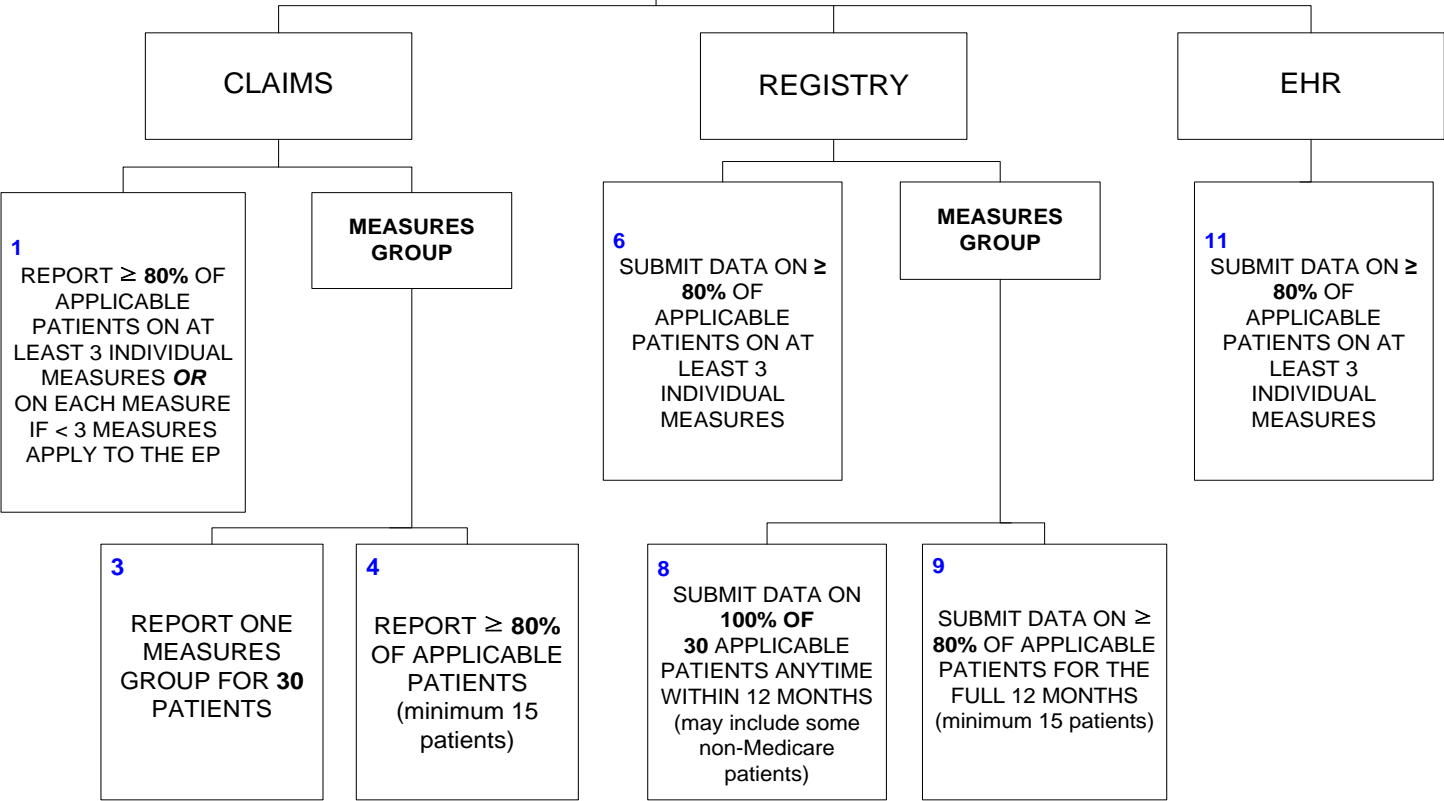 CLAIMS
REGISTRY
EHR
1
REPORT ≥ 80% OF
APPLICABLE
PATIENTS ON AT
LEAST 3 INDIVIDUAL
MEASURES OR
ON EACH MEASURE
IF < 3 MEASURES
APPLY TO THE EP
MEASURES
GROUP
6
SUBMIT DATA ON ≥
80% OF
APPLICABLE
PATIENTS ON AT
LEAST 3
INDIVIDUAL
MEASURES
MEASURES
GROUP
11
SUBMIT DATA ON ≥
80% OF
APPLICABLE
PATIENTS ON AT
LEAST 3
INDIVIDUAL
MEASURES
3
REPORT ONE
MEASURES
GROUP FOR 30
PATIENTS
4
REPORT ≥ 80%
OF APPLICABLE
PATIENTS
(minimum 15
patients)
8
SUBMIT DATA ON
100% OF
30 APPLICABLE
PATIENTS ANYTIME
WITHIN 12 MONTHS
(may include some
non-Medicare
patients)
9
SUBMIT DATA ON ≥
80% OF APPLICABLE
PATIENTS FOR THE
FULL 12 MONTHS
(minimum 15 patients)